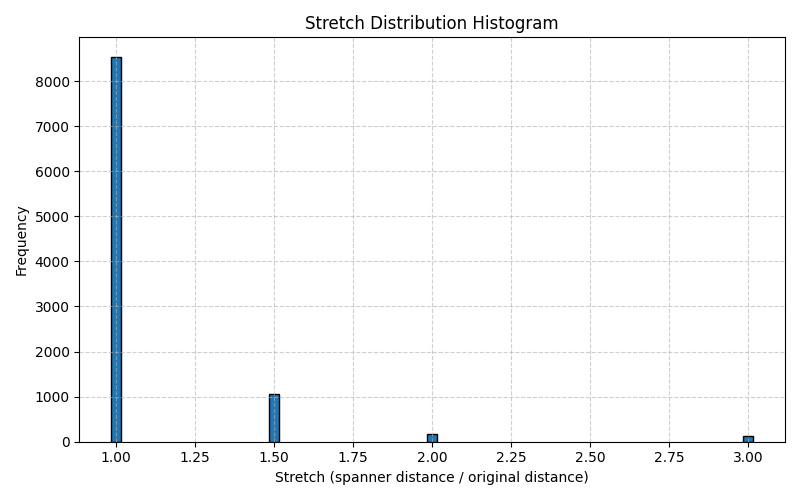 Stretch Distribution Histogram
Frequency
8000
7000
6000
5000
4000
3000
2000
1000
0
1.00 1.25 1.50 1.75 2.00 2.25 2.50 2.75 3.00
Stretch (spanner distance / original distance)